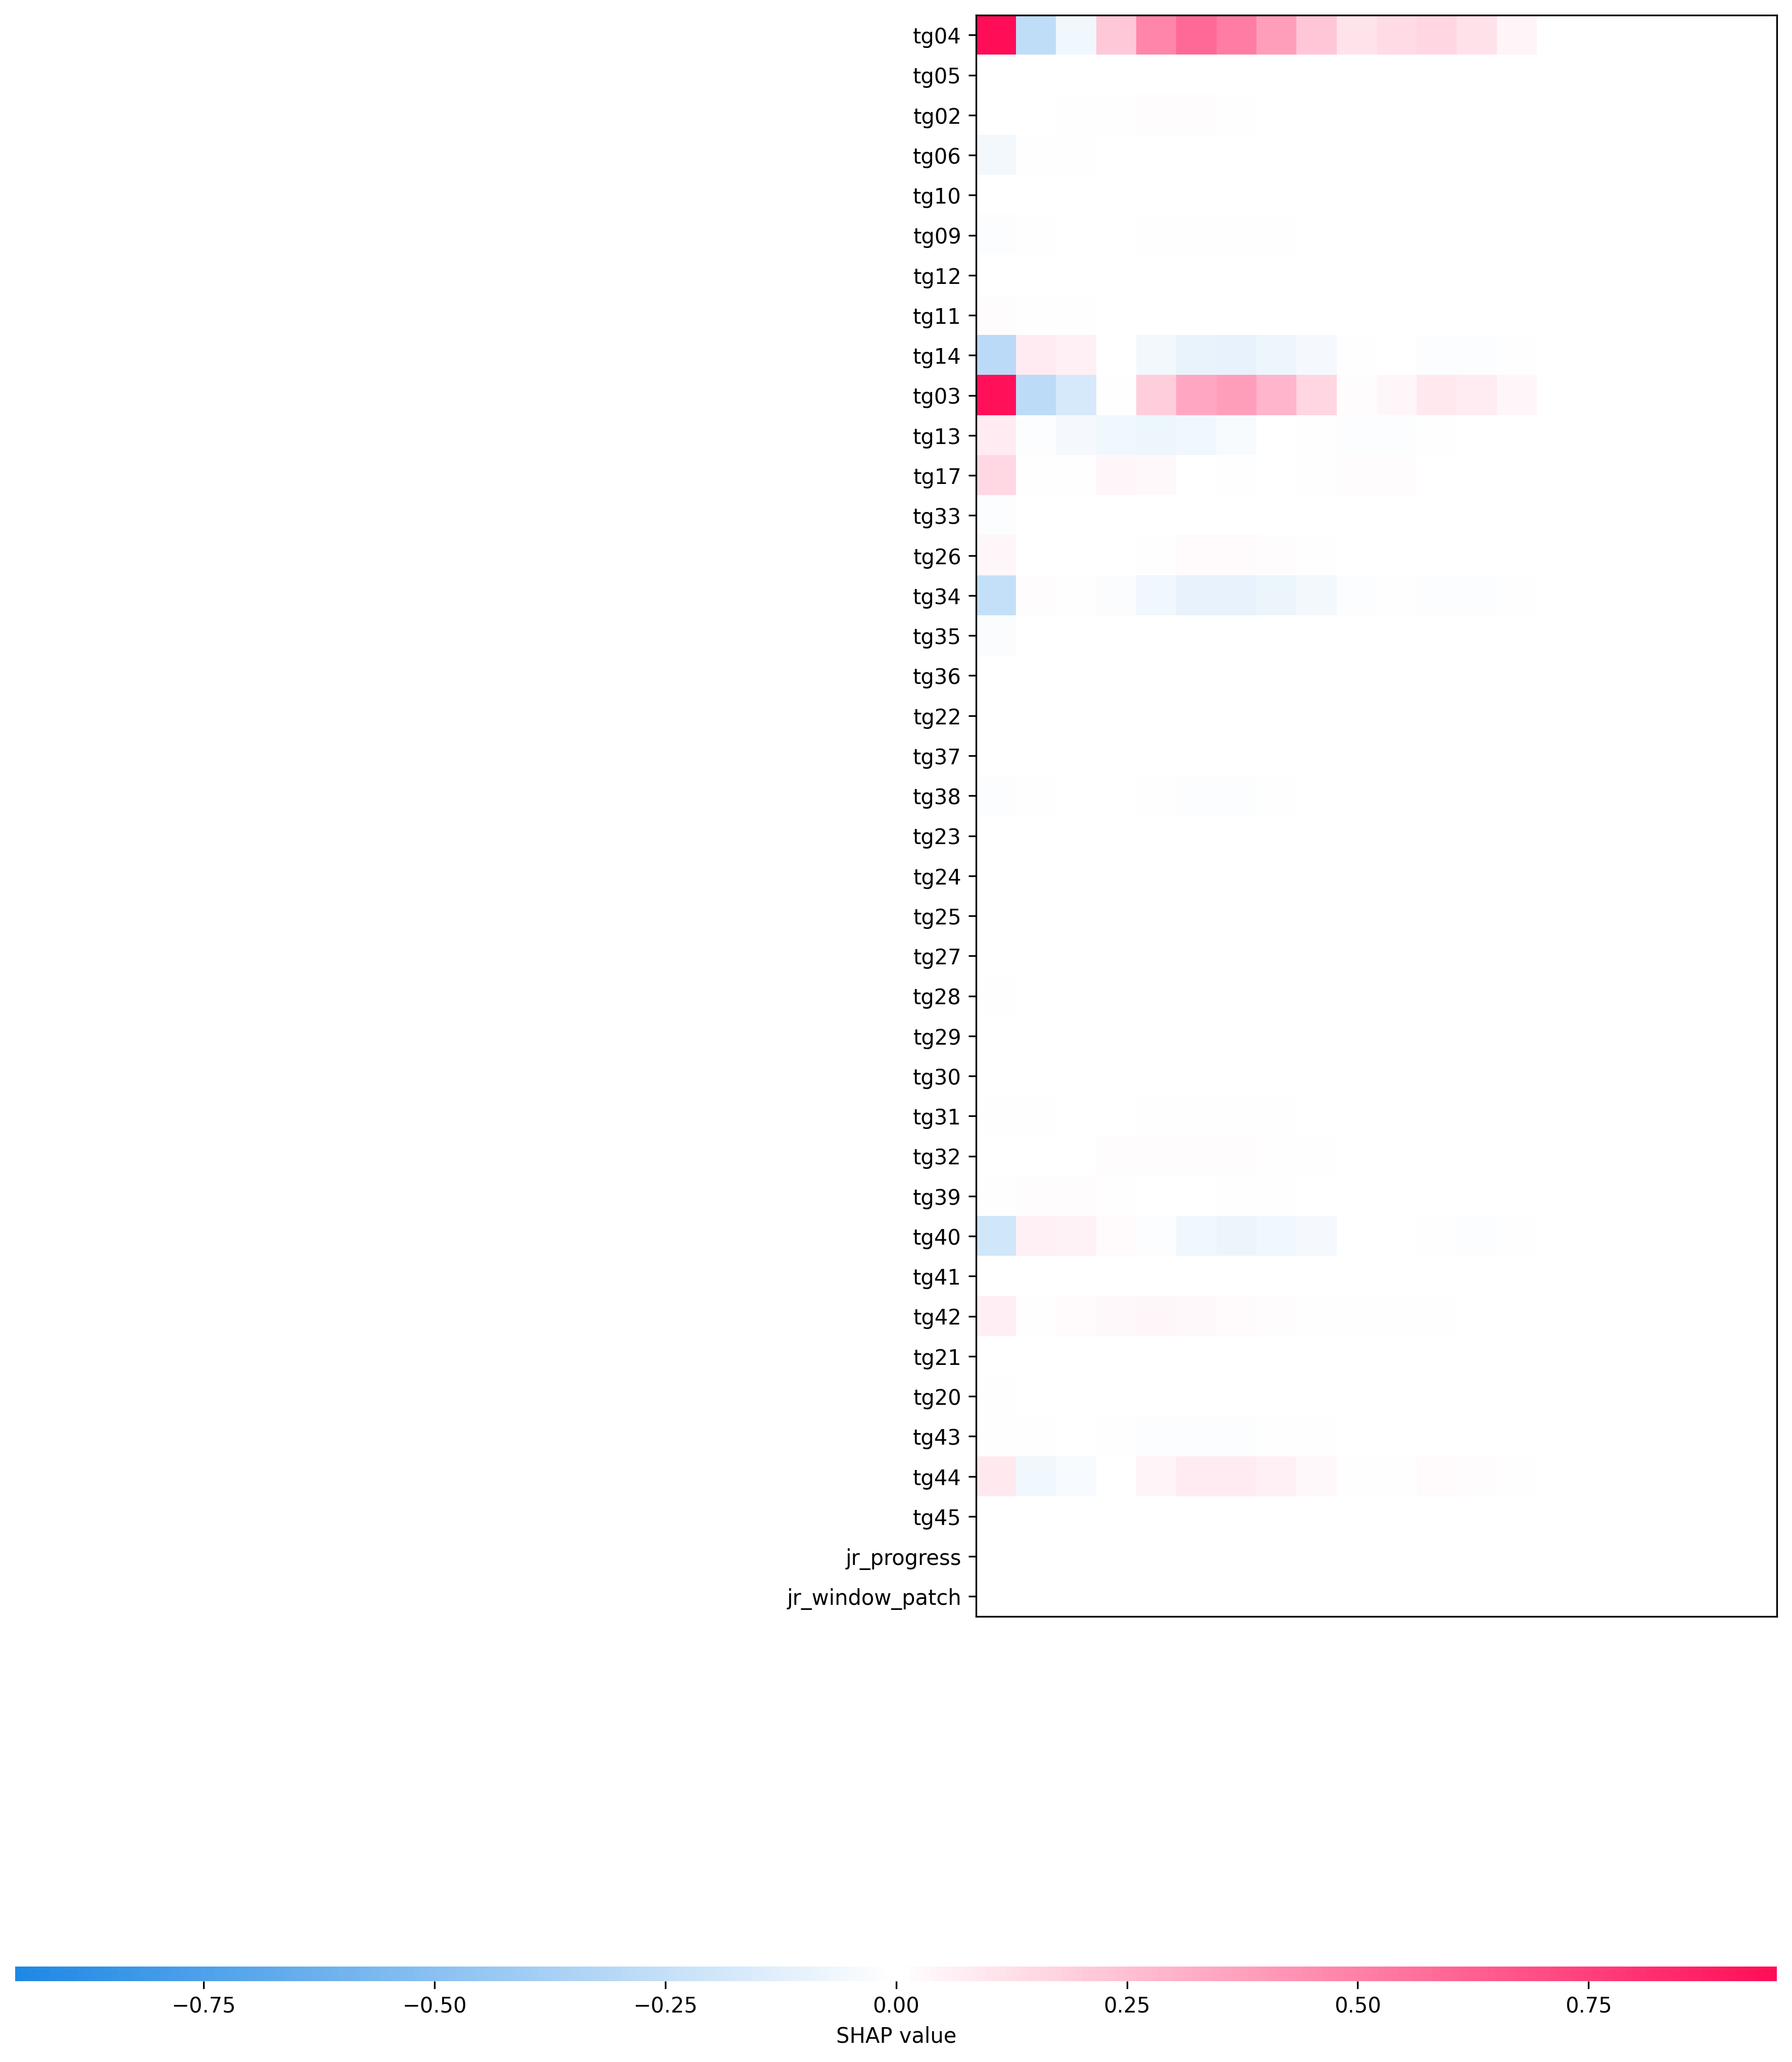 tg04
tg05
tg02
tg06
tg10
tg09
tg12
tg11
tg14
tg03
tg13
tg17
tg33
tg26
tg34
tg35
tg36
tg22
tg37
tg38
tg23
tg24
tg25
tg27
tg28
tg29
tg30
tg31
tg32
tg39
tg40
tg41
tg42
tg21
tg20
tg43
tg44
tg45
jr_progress
jr_window_patch
−0.75 −0.50 −0.25 0.00 0.25 0.50 0.75
SHAP value